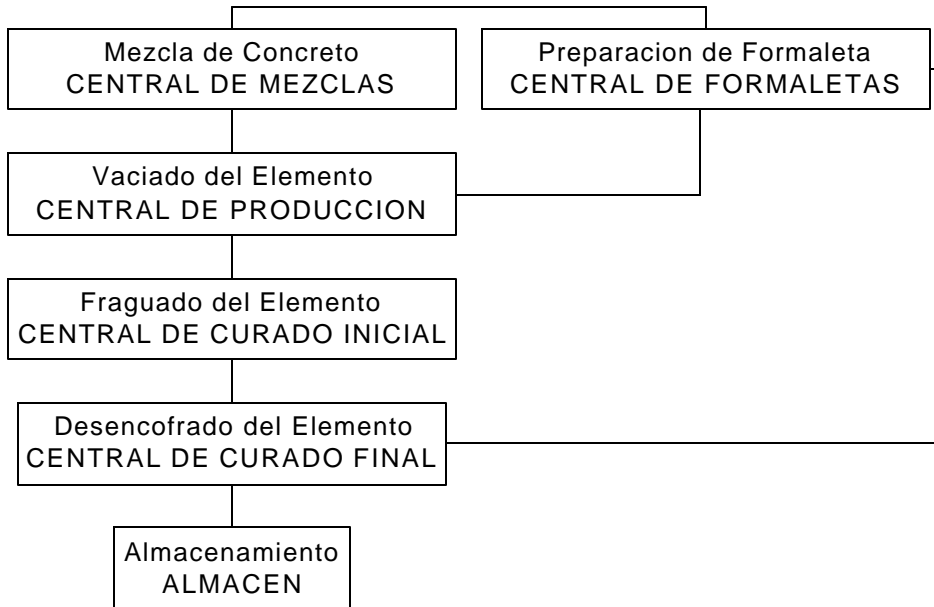 Mezcla de Concreto
CENTRAL DE MEZCLAS
Preparacion de Formaleta
CENTRAL DE FORMALETAS
Vaciado del Elemento
CENTRAL DE PRODUCCION
Fraguado del Elemento
CENTRAL DE CURADO INICIAL
Desencofrado del Elemento
CENTRAL DE CURADO FINAL
Almacenamiento
ALMACEN